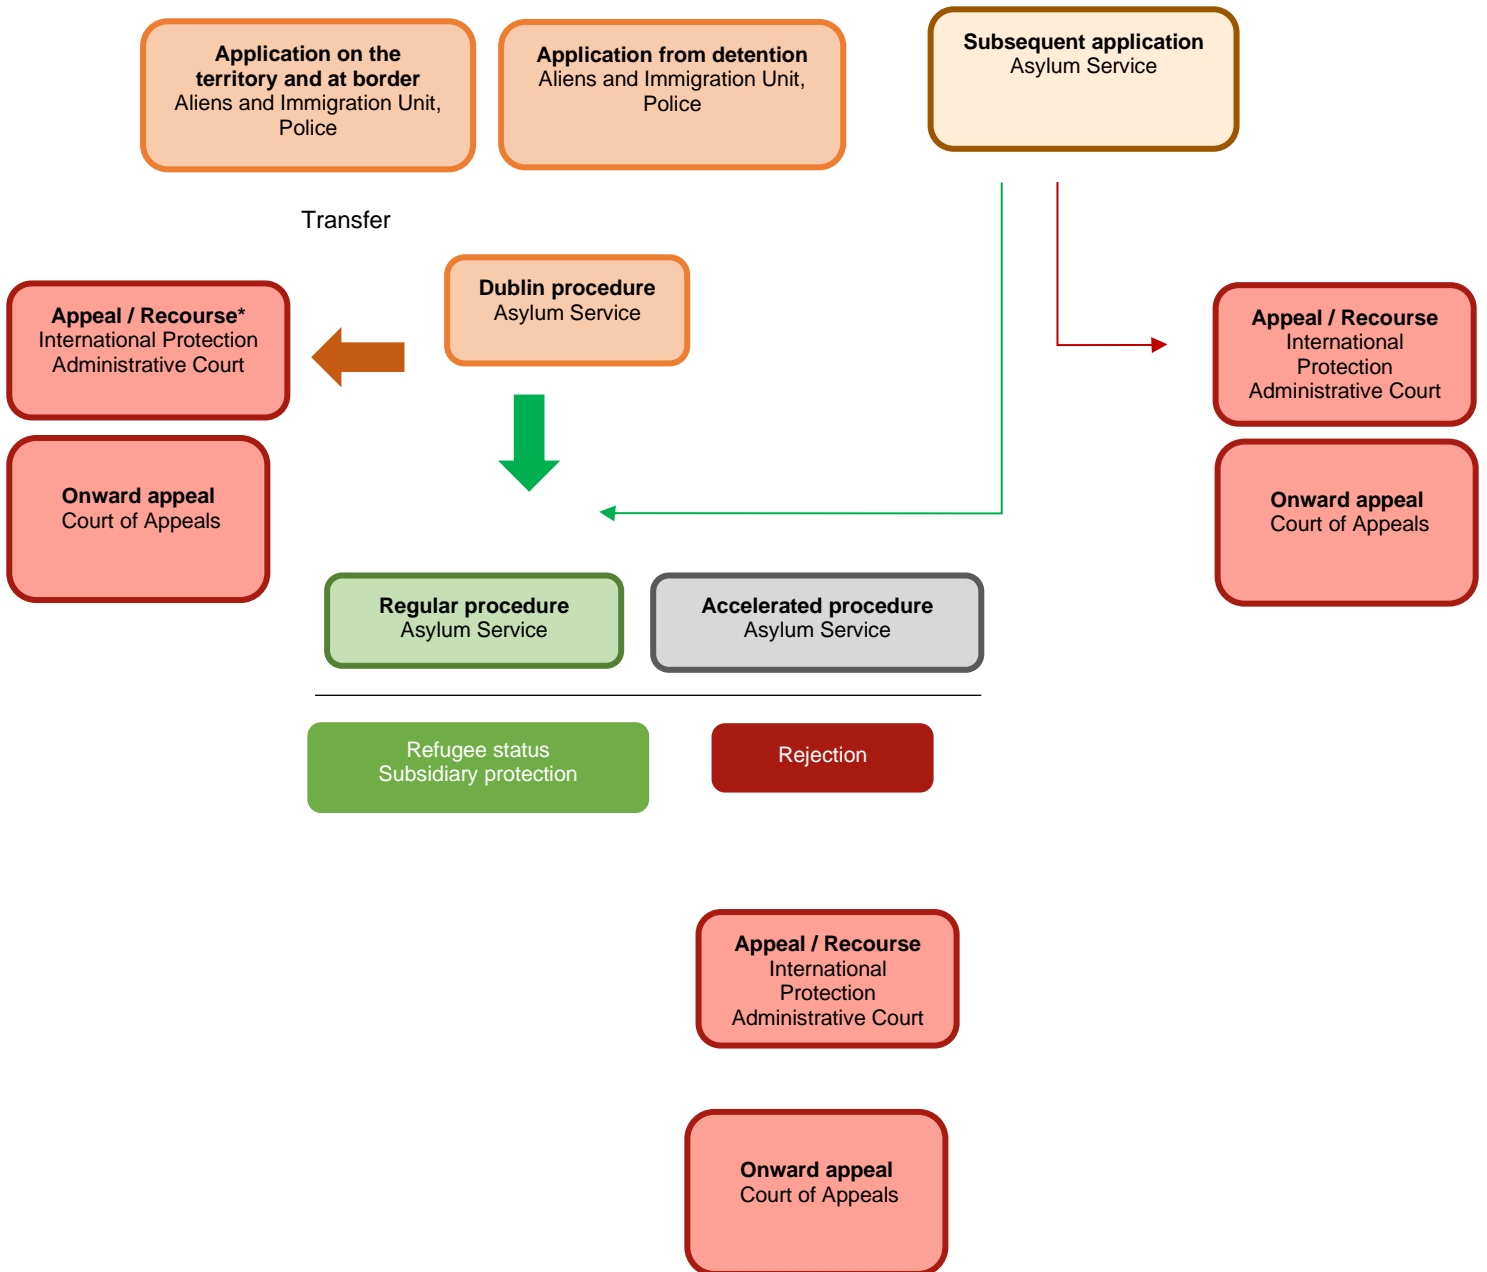 Application on the
territory and at border
Aliens and Immigration Unit,
Police
Application from detention
Aliens and Immigration Unit,
Police
Subsequent application
Asylum Service
Transfer
Dublin procedure
Asylum Service
Appeal / Recourse*
International Protection
Administrative Court
Appeal / Recourse
International
Protection
Administrative Court
Onward appeal
Court of Appeals
Onward appeal
Court of Appeals
Regular procedure
Asylum Service
Accelerated procedure
Asylum Service
Refugee status
Subsidiary protection
Rejection
Appeal / Recourse
International
Protection
Administrative Court
Onward appeal
Court of Appeals